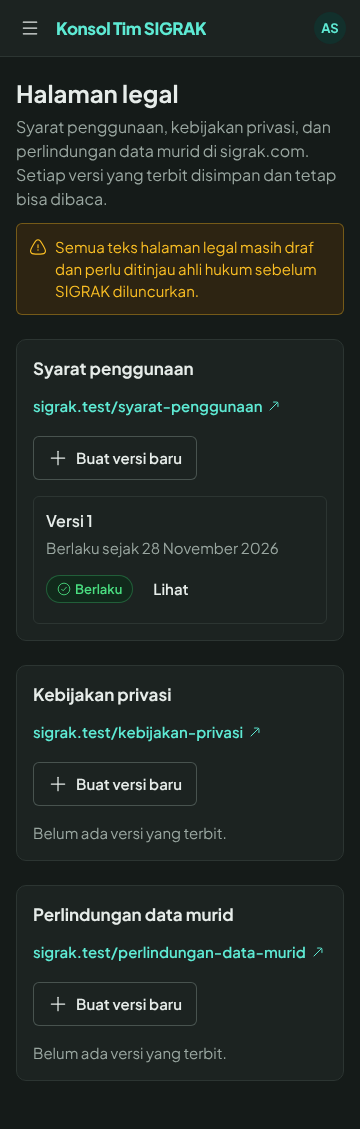 Konsol Tim SIGRAK
AS
Halaman legal
Syarat penggunaan, kebijakan privasi, dan
perlindungan data murid di sigrak.com.
Setiap versi yang terbit disimpan dan tetap
bisa dibaca.
Semua teks halaman legal masih draf
dan perlu ditinjau ahli hukum sebelum
SIGRAK diluncurkan.
Syarat penggunaan
sigrak.test/syarat-penggunaan
Buat versi baru
Versi 1
Berlaku sejak 28 November 2026
Berlaku
Lihat
Kebijakan privasi
sigrak.test/kebijakan-privasi
Buat versi baru
Belum ada versi yang terbit.
Perlindungan data murid
sigrak.test/perlindungan-data-murid
Buat versi baru
Belum ada versi yang terbit.